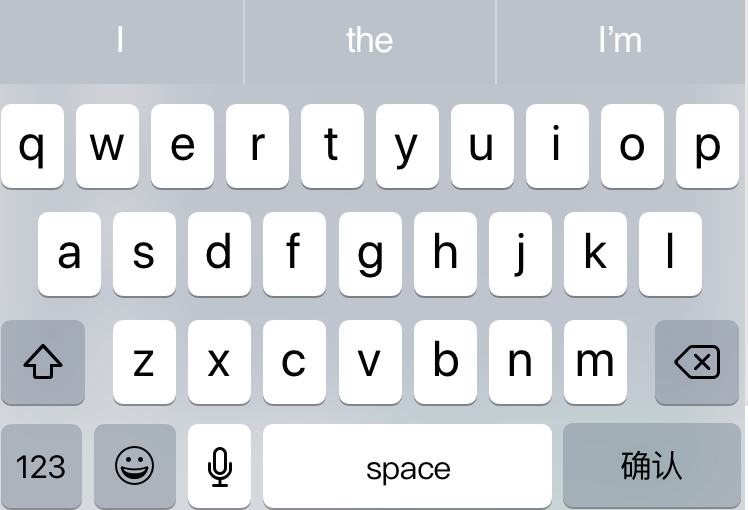 I the I’m
q w e r t y u i o p
a s d f g h j k l
z x c v b n m
123 space 确认